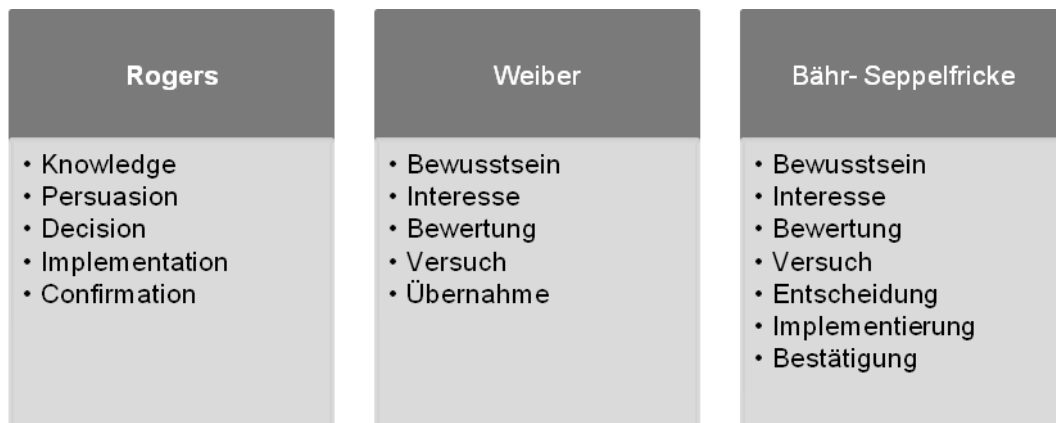 Rogers
• Knowledge
• Persuasion
• Decision
• Implementation
• Confirmation
Weiber
• Bewusstsein
• Interesse
• Bewertung
• Versuch
• Übernahme
Bähr- Seppelfricke
• Bewusstsein
• Interesse
• Bewertung
• Versuch
• Entscheidung
• Implementierung
• Bestätigung